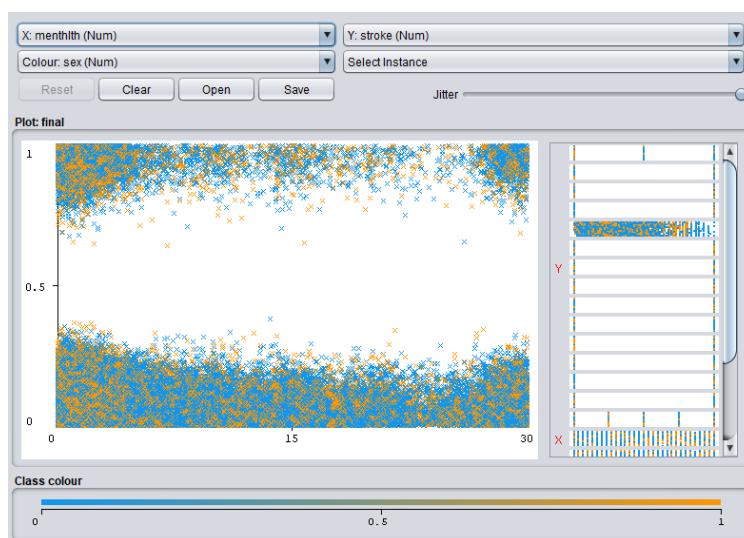 X: menthlth (Num)
Y: stroke (Num)
Colour: sex (Num)
Select Instance
Reset
Clear
Open
Save
Jitter
Plot: final
1
0.5
0
0
15
30
Y
X
Class colour
0
0.5
1